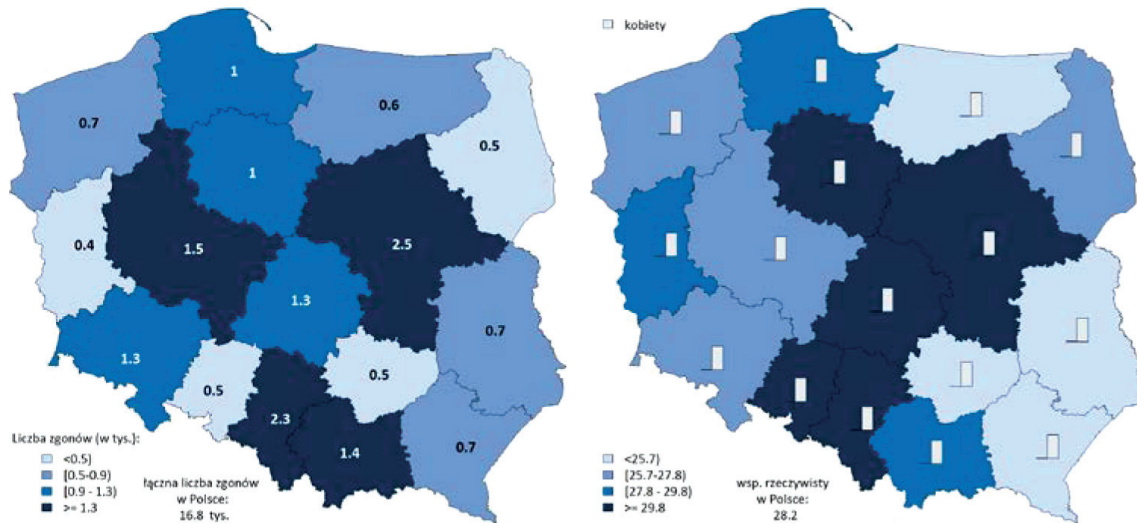 kobiety
1
0.7
0.6
0.5
1
0.4
1.5
2.5
1.3
1.3
0.7
0.5
0.5
2.3
1.4
0.7
Liczba zgonów (w tys.):
<0.5)
[0.5-0.9)
[0.9 - 1.3)
>= 1.3
łączna liczba zgonów
w Polsce:
16.8 tys.
<25.7)
[25.7-27.8)
[27.8 - 29.8)
>= 29.8
wsp. rzeczywisty
w Polsce:
28.2